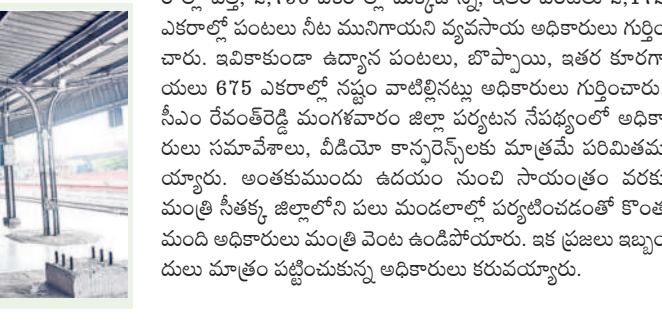 ఎకరాల్లో పంటలు నీట మునిగాయని వ్యవసాయ అధికారులు గుర్తిం
చారు. ఇవికాకుండా ఉద్యాన పంటలు, బొప్పాయి, ఇతర కూరగా
యలు 675 ఎకరాల్లో నష్టం వాటిల్లినట్లు అధికారులు గుర్తించారు.
సీఎం రేవంత్‌రెడ్డి మంగళవారం జిల్లా పర్యటన నేపథ్యంలో అధికా
రులు సమావేశాలు, వీడియో కాన్ఫరెన్స్‌లకు మాత్రమే పరిమితమ
య్యారు. అంతకుముందు ఉదయం నుంచి సాయంత్రం వరకు
మంత్రి సీతక్క జిల్లాలోని పలు మండలాల్లో పర్యటించడంతో కొంత
మంది అధికారులు మంత్రి వెంట ఉండిపోయారు. ఇక ప్రజలు ఇబ్బం
దులు మాత్రం పట్టించుకున్న అధికారులు కరువయ్యారు.